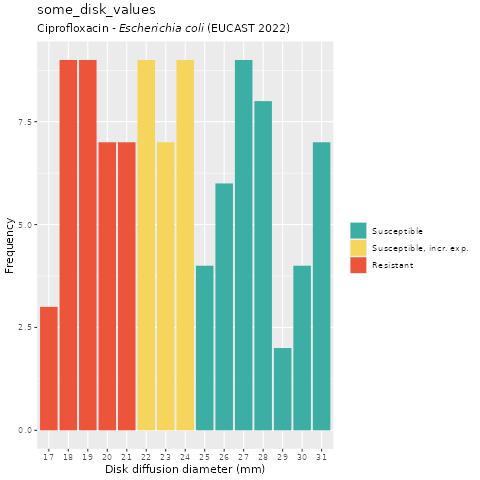 some_disk_values
Ciprofloxacin - Escherichia coli (EUCAST 2022)
Frequency
7.5
5.0
2.5
0.0
17 18 19 20 21 22 23 24 25 26 27 28 29 30 31
Disk diffusion diameter (mm)
Susceptible
Susceptible, incr. exp.
Resistant